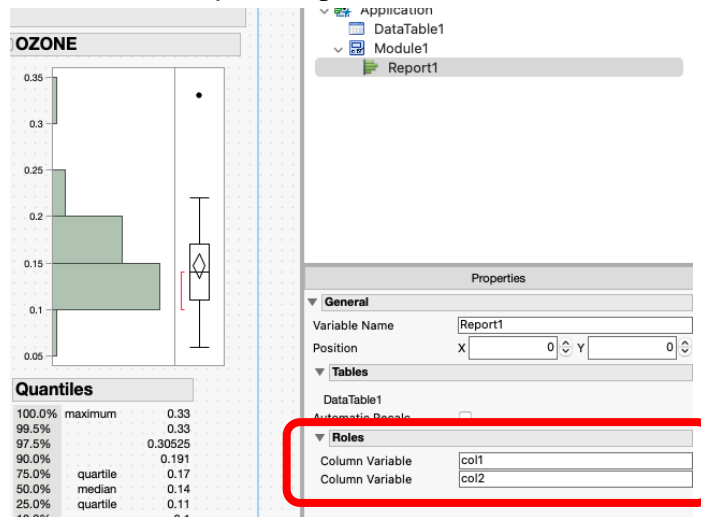 Application
DataTable1
Module1
Report1
OZONE
0.35
0.3
0.25
0.2
0.15
0.1
0.05
Quantiles
100.0% maximum 0.33
99.5% 0.33
97.5% 0.30525
90.0% 0.191
75.0% quartile 0.17
50.0% median 0.14
25.0% quartile 0.11
Properties
General
Variable Name Report1
Position X 0 Y 0
Tables
DataTable1
Automatic Recalc
Roles
Column Variable col1
Column Variable col2